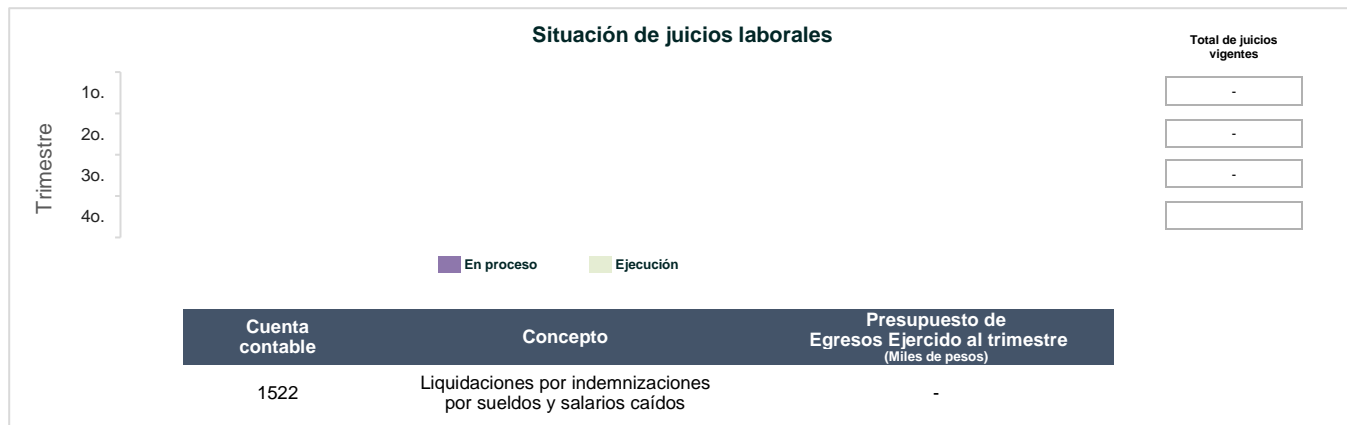 Situación de juicios laborales
Total de juicios
vigentes
Trimestre
1o.
-
2o.
-
3o.
-
4o.
En proceso
Ejecución
Cuenta
contable
Concepto
Presupuesto de
Egresos Ejercido al trimestre
(Miles de pesos)
1522
Liquidaciones por indemnizaciones
por sueldos y salarios caídos
-